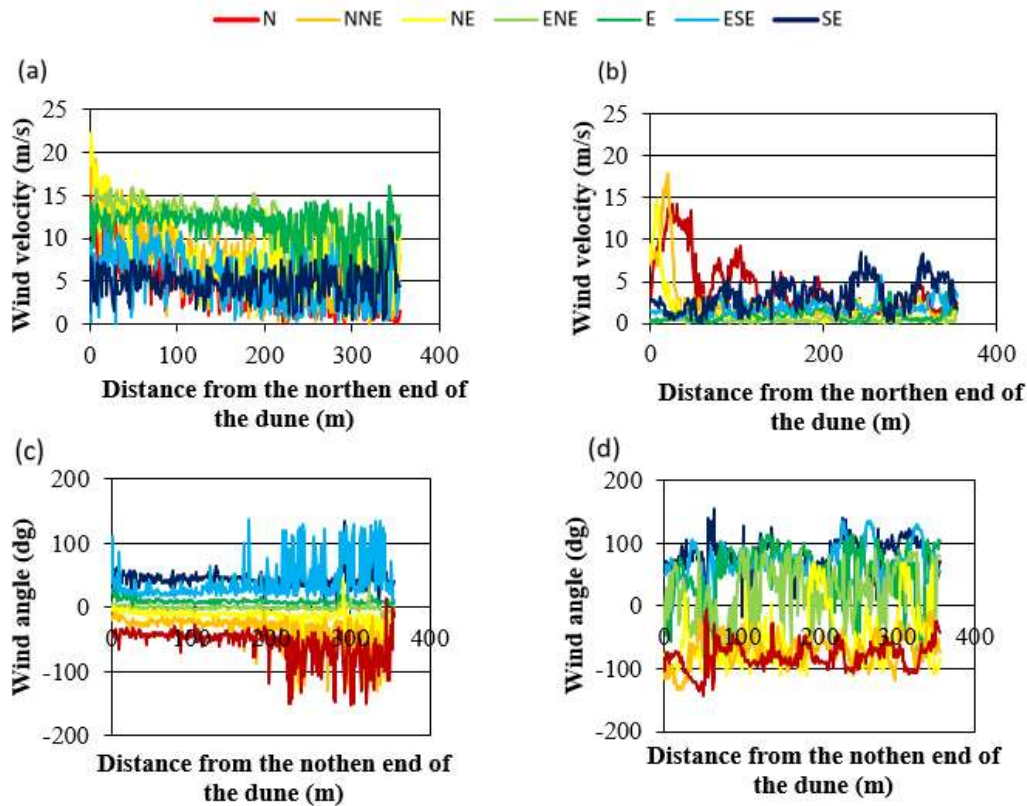 N NNE NE ENE E ESE SE
(a)
Wind velocity (m/s)
25
20
15
10
5
0
0 100 200 300 400
Distance from the northen end of
the dune (m)
(b)
Wind velocity (m/s)
25
20
15
10
5
0
0 200 400
Distance from the northen end of
the dune (m)
(c)
Wind angle (dg)
200
100
0
-100
-200
0 100 200 300 400
Distance from the nothen end of
the dune (m)
(d)
Wind angle (dg)
200
100
0
-100
-200
0 100 200 300 400
Distance from the nothen end of
the dune (m)